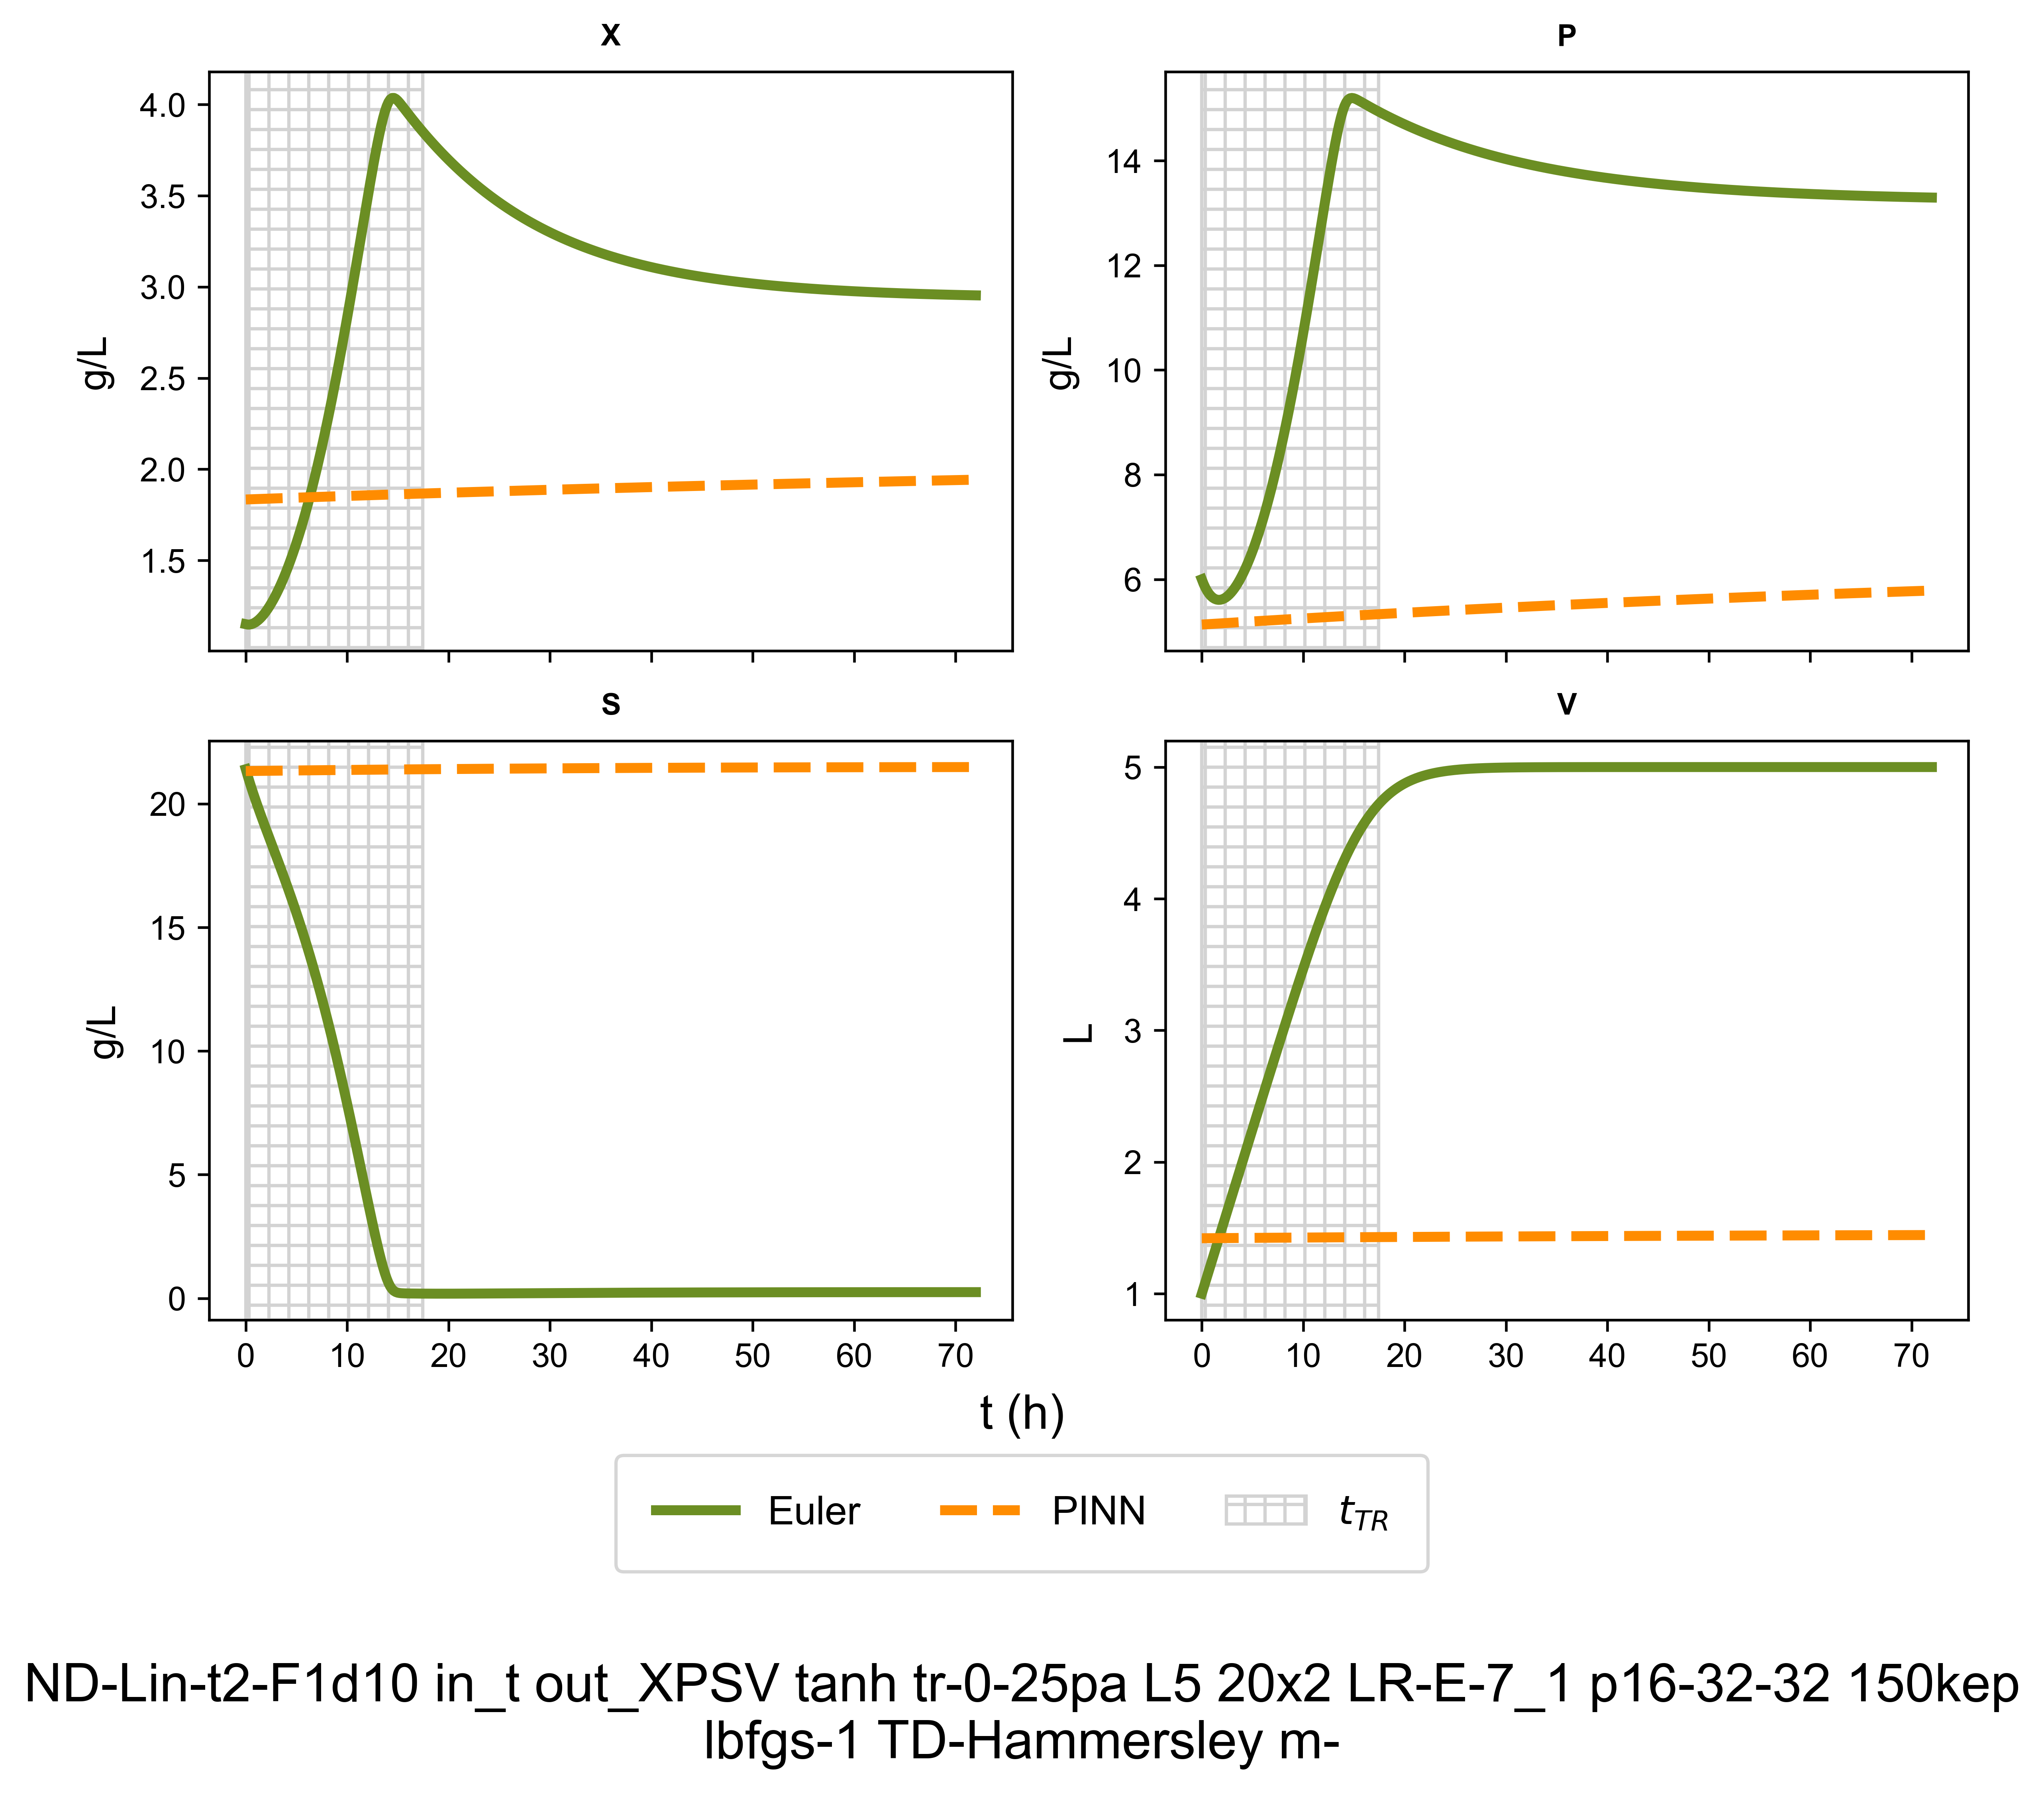 X
P
4.0
3.5
3.0
2.5
2.0
1.5
g/L
14
12
10
8
6
g/L
S
V
20
15
10
5
0
g/L
5
4
3
2
1
L
0 10 20 30 40 50 60 70
0 10 20 30 40 50 60 70
t (h)
Euler PINN t_{TR}
ND-Lin-t2-F1d10 in_t out_XPSV tanh tr-0-25pa L5 20x2 LR-E-7_1 p16-32-32 150kep
lbfgs-1 TD-Hammersley m-